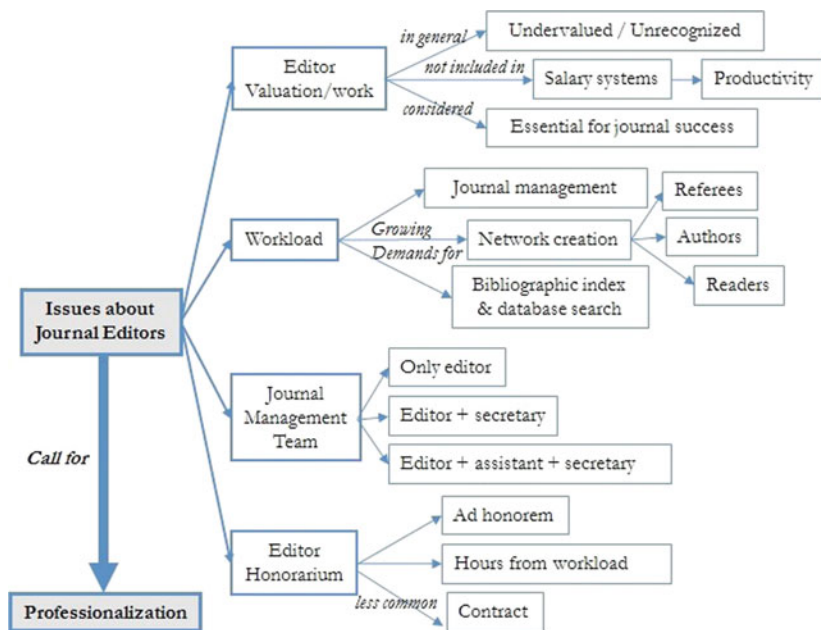 in general
Undervalued / Unrecognized
Editor
Valuation/work
not included in
Salary systems
Productivity
considered
Essential for journal success
Journal management
Referees
Workload
Growing
Demands for
Network creation
Authors
Bibliographic index
& database search
Readers
Issues about
Journal Editors
Only editor
Journal
Management
Team
Editor + secretary
Editor + assistant + secretary
Call for
Ad honorem
Editor
Honorarium
Hours from workload
less common
Contract
Professionalization